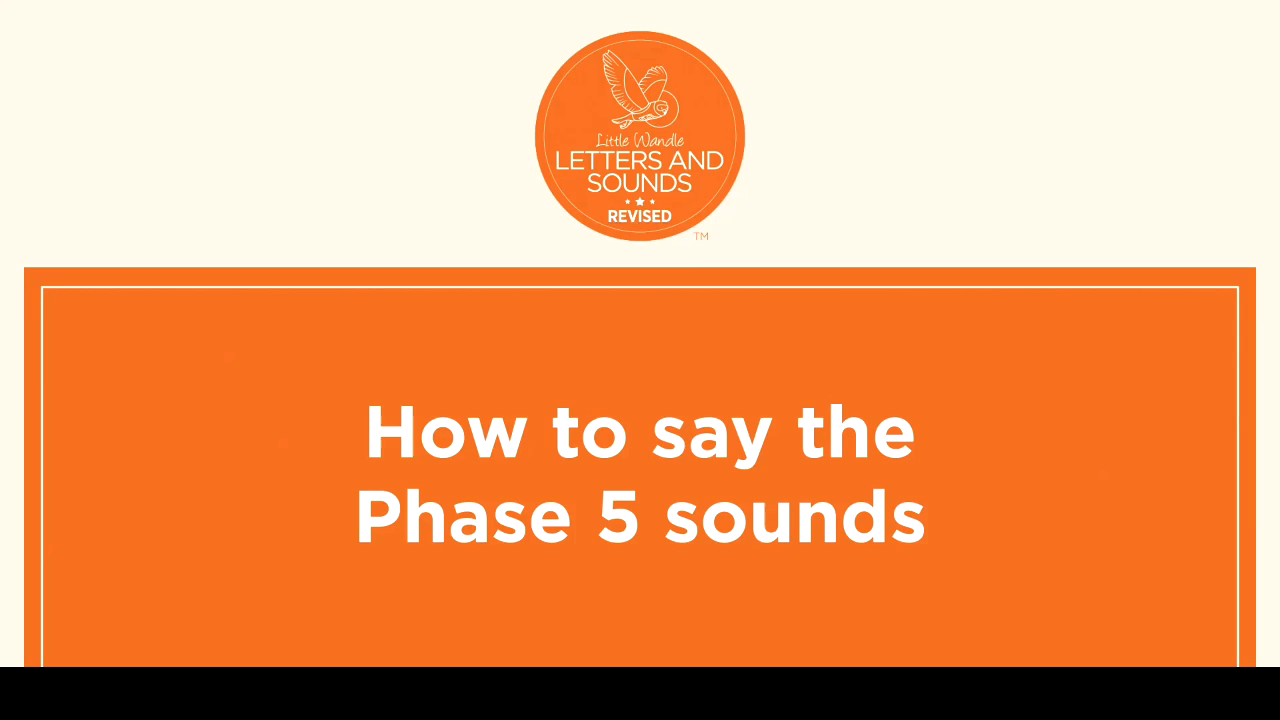 Little Wandle
LETTERS AND
SOUNDS
REVISED
TM
How to say the
Phase 5 sounds